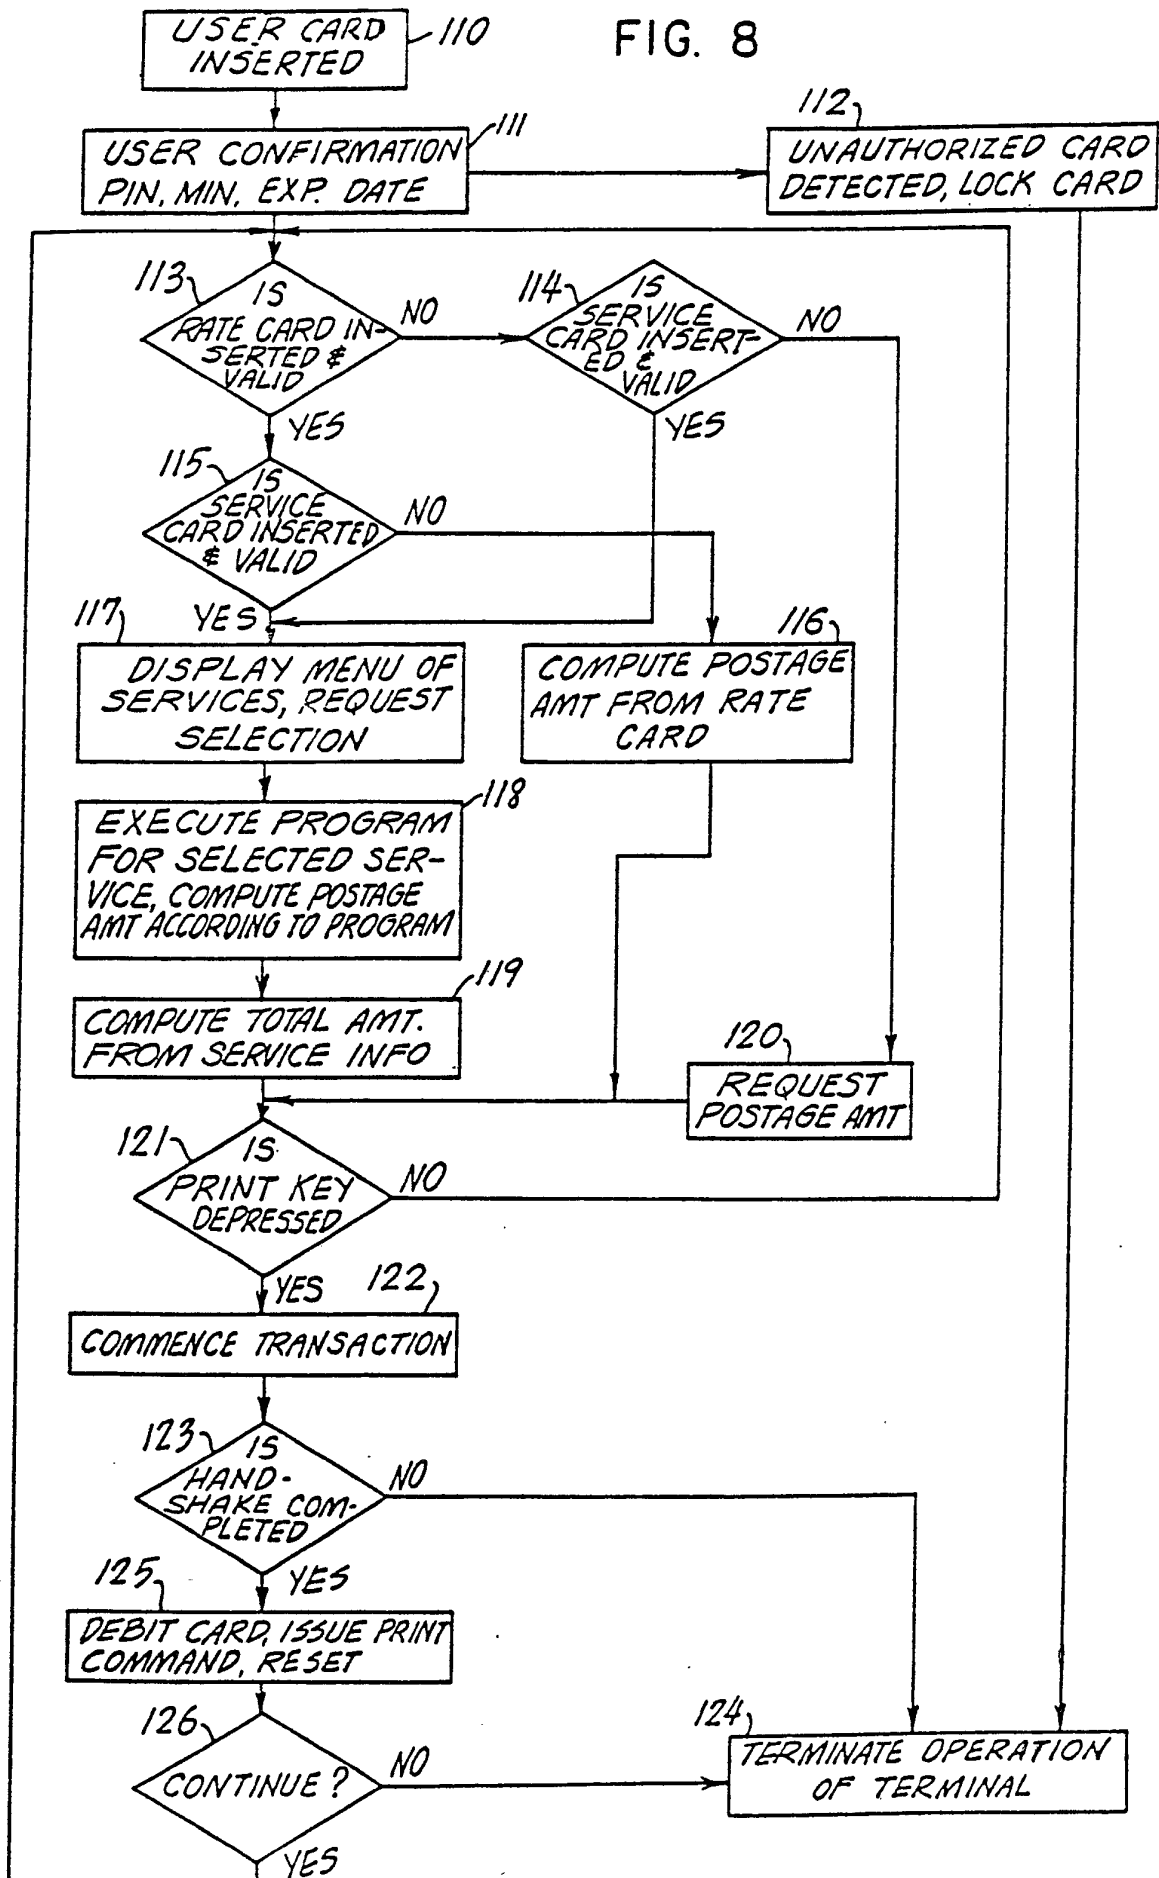 FIG. 8
USER CARD
INSERTED
110
111
USER CONFIRMATION
PIN, MIN, EXP. DATE
112
UNAUTHORIZED CARD
DETECTED, LOCK CARD
113
IS
RATE CARD IN-
SERTED &
VALID
NO
YES
114
IS
SERVICE
CARD INSERT-
ED &
VALID
NO
YES
115
IS
SERVICE
CARD INSERTED
& VALID
NO
YES
116
COMPUTE POSTAGE
AMT FROM RATE
CARD
117
DISPLAY MENU OF
SERVICES, REQUEST
SELECTION
118
EXECUTE PROGRAM
FOR SELECTED SER-
VICE, COMPUTE POSTAGE
AMT ACCORDING TO PROGRAM
119
COMPUTE TOTAL AMT.
FROM SERVICE INFO
120
REQUEST
POSTAGE AMT
121
IS
PRINT KEY
DEPRESSED
NO
YES
122
COMMENCE TRANSACTION
123
IS
HAND-
SHAKE COM-
PLETED
NO
YES
125
DEBIT CARD, ISSUE PRINT
COMMAND, RESET
126
CONTINUE?
NO
YES
124
TERMINATE OPERATION
OF TERMINAL